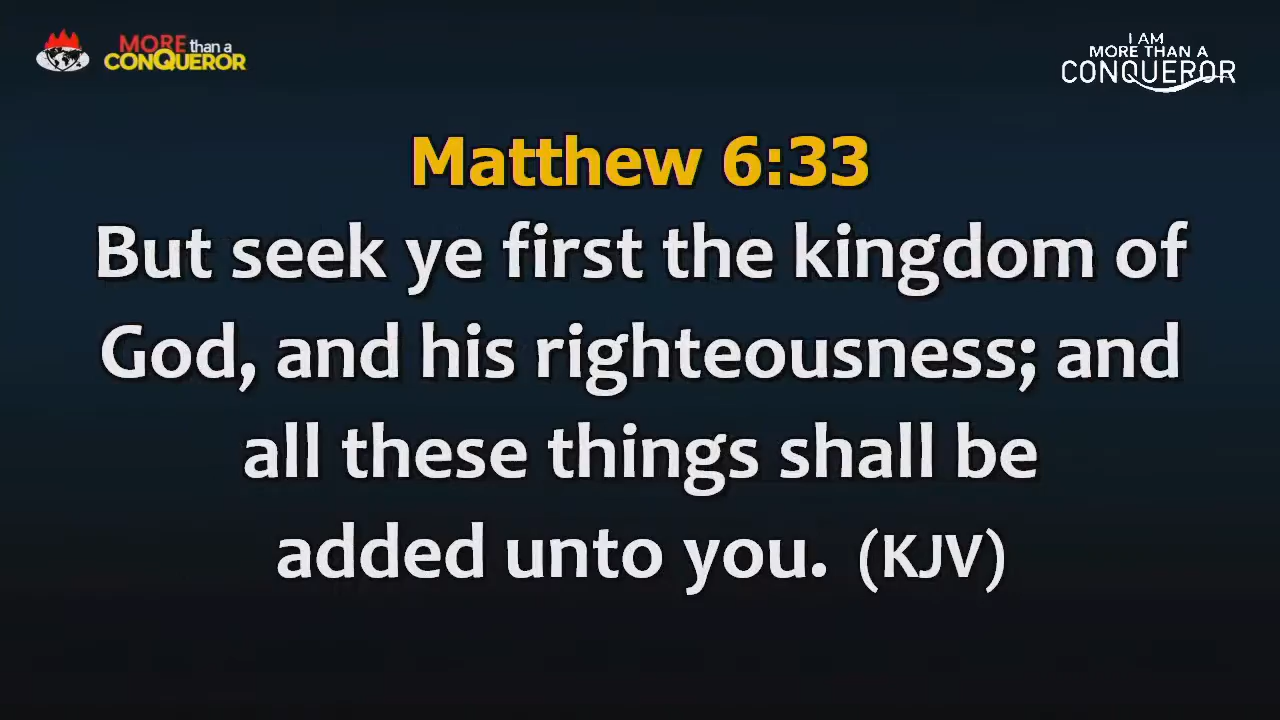 MORE than a
CONQUEROR
I AM
MORE THAN A
CONQUEROR
Matthew 6:33
But seek ye first the kingdom of
God, and his righteousness; and
all these things shall be
added unto you. (KJV)